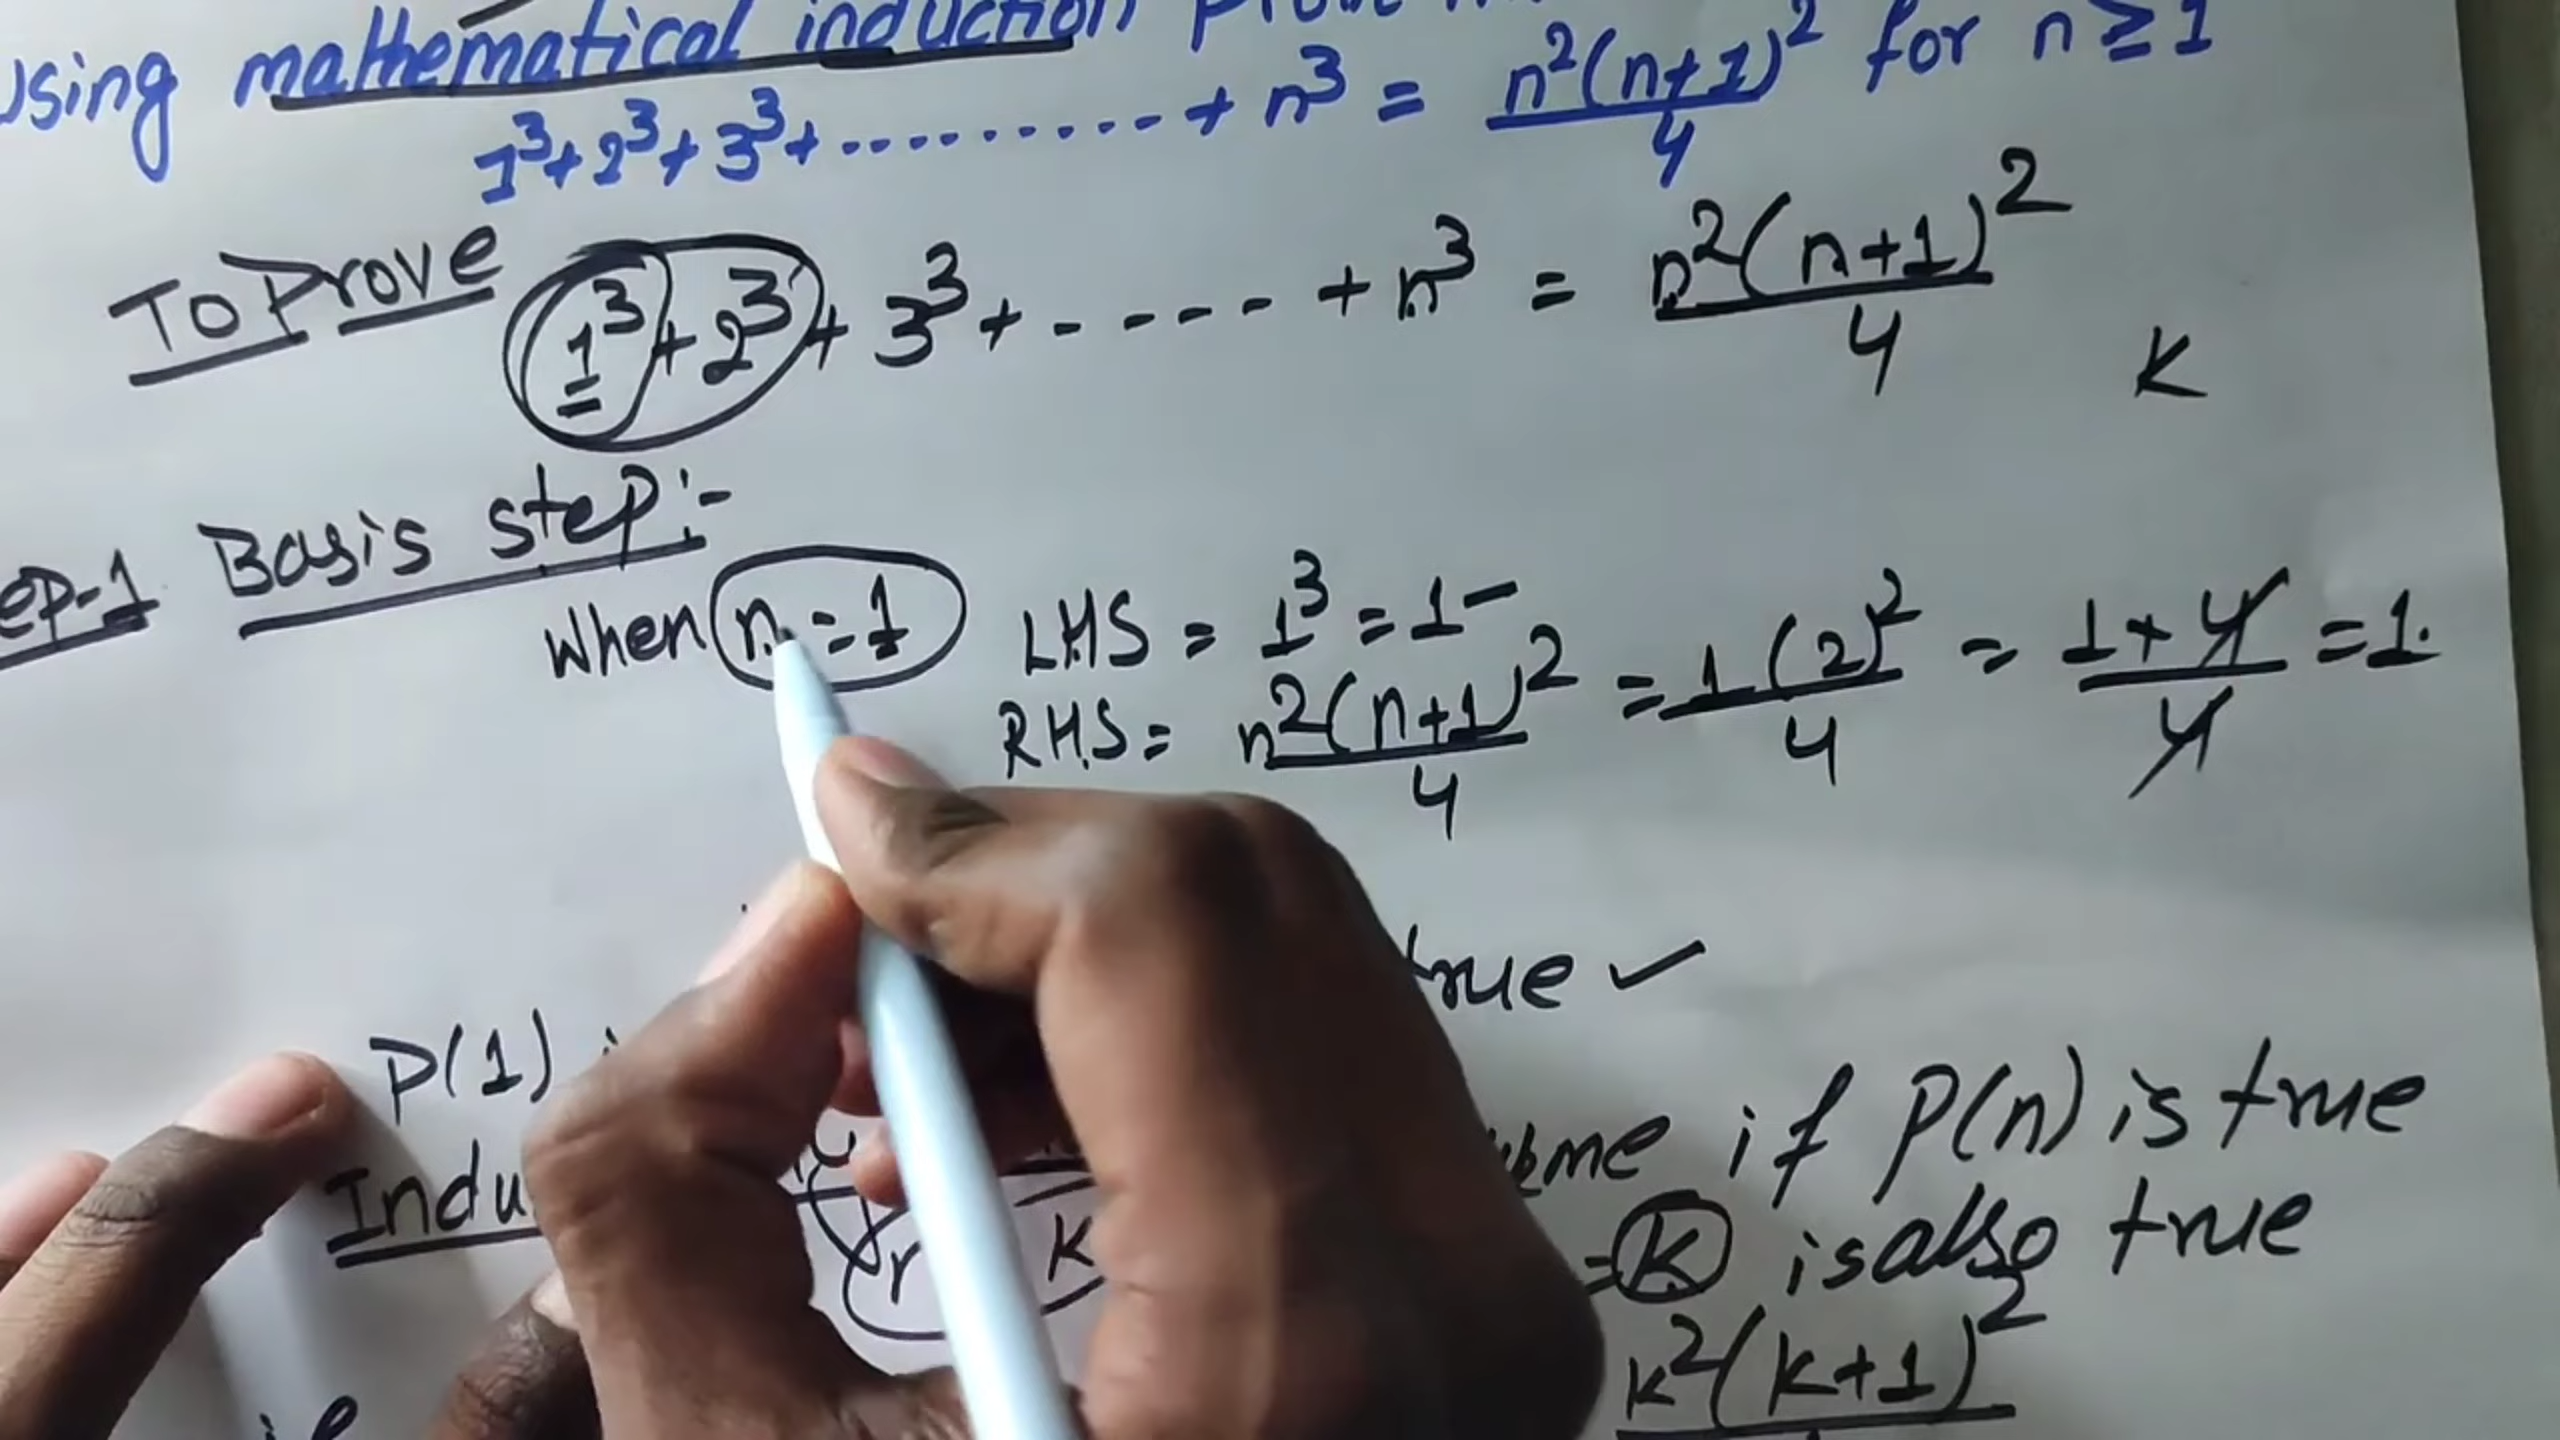 using mathematical induction
1³+2³+3³+..........+ n³ = n²(n+1)²/4 for n ≥ 1
To Prove 1³+2³+3³+ - - - - - + n³ = n²(n+1)²/4
K
Basis step:-
when n=1 LHS = 1³ = 1
RHS = n²(n+1)²/4 = 1(2)²/4 = 1+4/4 = 1.
true ✓
P(1)
if P(n) is true
= K is also true
K²(K+1)²